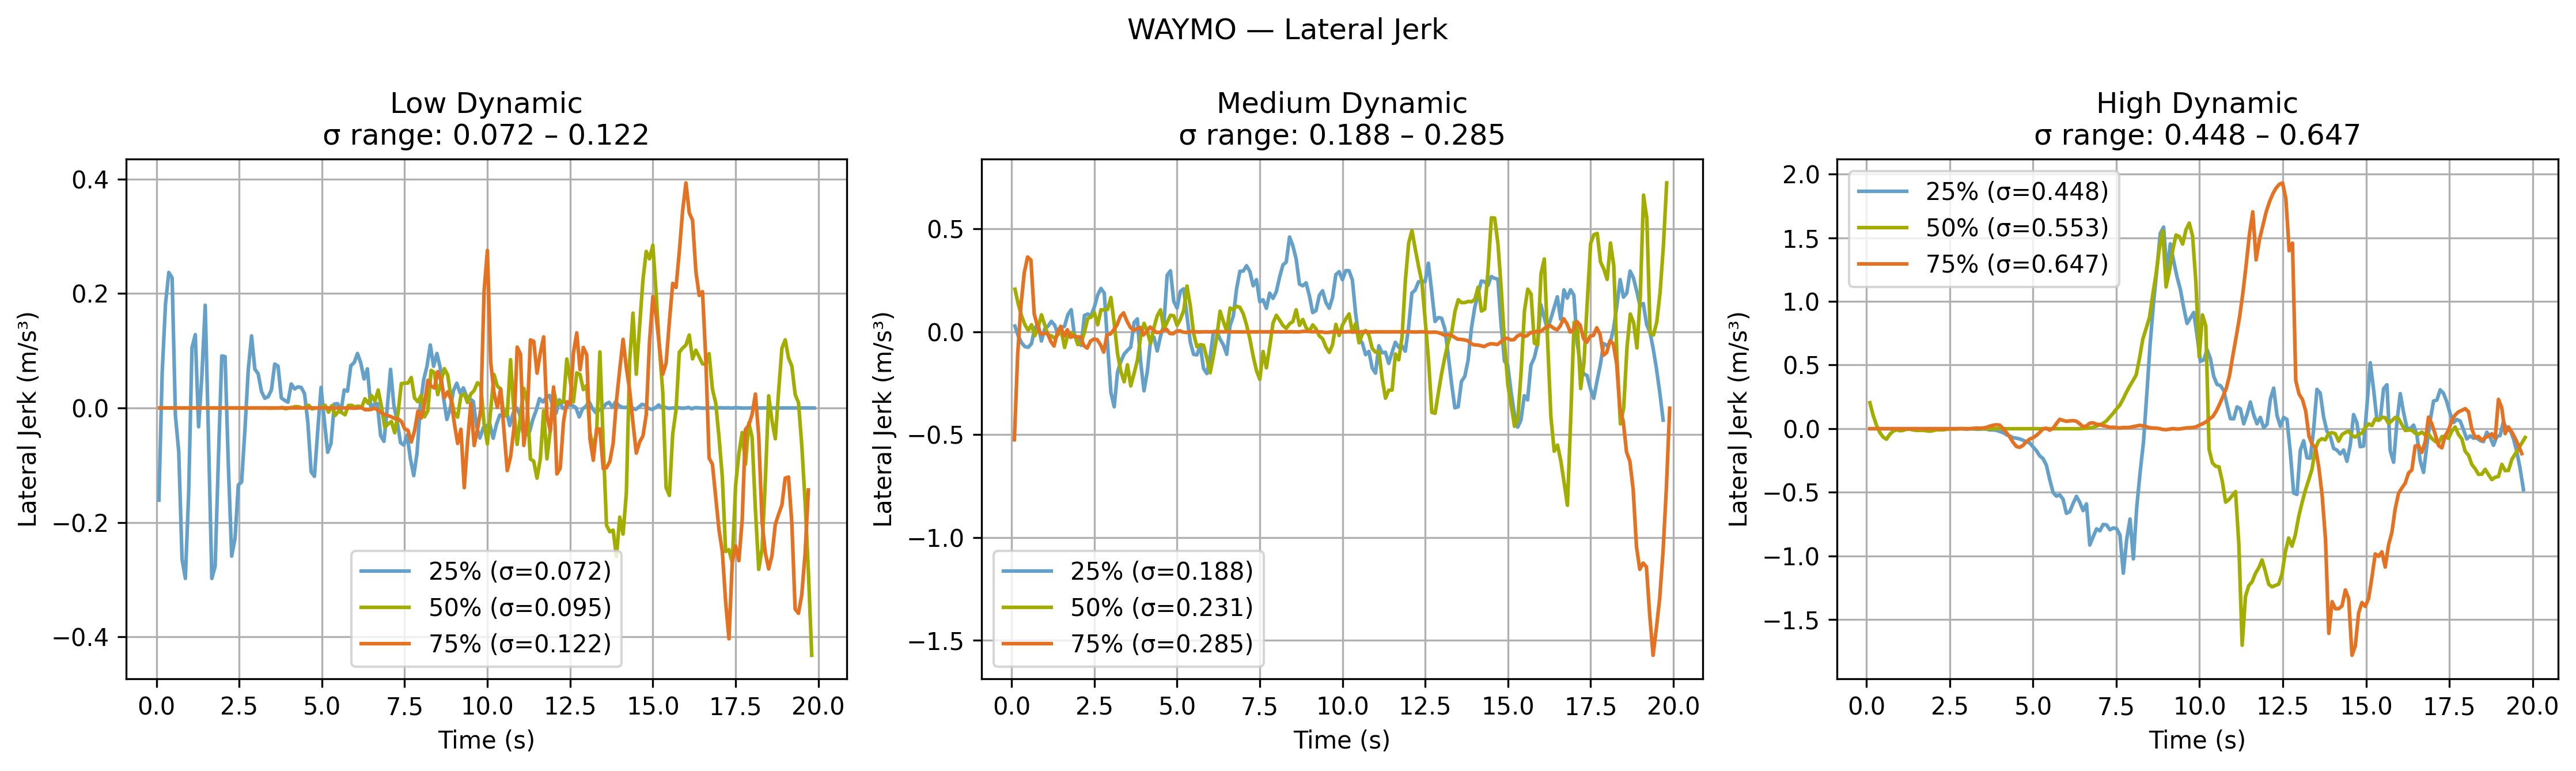 WAYMO — Lateral Jerk
Low Dynamic
σ range: 0.072 – 0.122
Lateral Jerk (m/s³)
0.4
0.2
0.0
−0.2
−0.4
25% (σ=0.072)
50% (σ=0.095)
75% (σ=0.122)
0.0 2.5 5.0 7.5 10.0 12.5 15.0 17.5 20.0
Time (s)
Medium Dynamic
σ range: 0.188 – 0.285
Lateral Jerk (m/s³)
0.5
0.0
−0.5
−1.0
−1.5
25% (σ=0.188)
50% (σ=0.231)
75% (σ=0.285)
0.0 2.5 5.0 7.5 10.0 12.5 15.0 17.5 20.0
Time (s)
High Dynamic
σ range: 0.448 – 0.647
Lateral Jerk (m/s³)
2.0
1.5
1.0
0.5
0.0
−0.5
−1.0
−1.5
25% (σ=0.448)
50% (σ=0.553)
75% (σ=0.647)
0.0 2.5 5.0 7.5 10.0 12.5 15.0 17.5 20.0
Time (s)